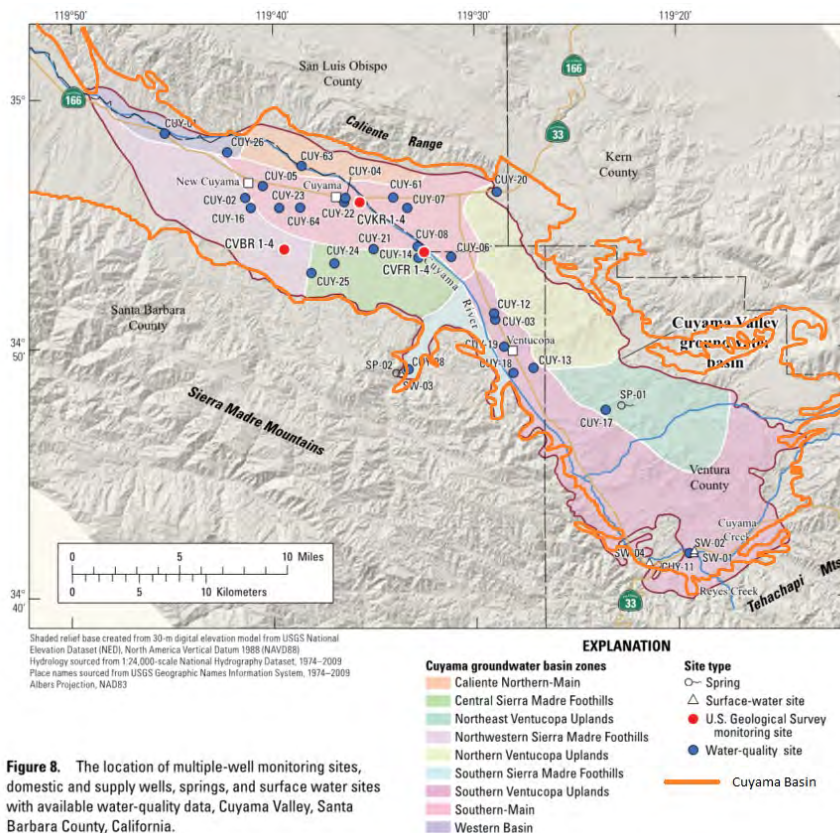 119°50'
119°40'
119°30'
119°20'
35°
San Luis Obispo
County
166
166
33
Caliente Range
Kern
County
CUY-01
CUY-26
CUY-63
CUY-04
CUY-20
New Cuyama
CUY-05
Cuyama
CUY-61
CUY-02
CUY-23
CUY-22
CUY-07
CUY-16
CUY-64
CVKR 1-4
CUY-21
CUY-08
CVBR 1-4
CUY-24
CUY-14
CUY-06
CVFR 1-4
CUY-25
Cuyama
River
Santa Barbara
County
CUY-12
CUY-03
Cuyama Valley
groundwater
basin
34°
50'
CUY-19
Ventucopa
SP-02
CUY-18
CUY-13
SW-03
SP-01
CUY-17
Sierra Madre Mountains
Ventura
County
Cuyama
Creek
SW-02
SW-04
SW-01
Reyes Creek
33
Tehachapi Mts
34°
40'
0 5 10 Miles
0 5 10 Kilometers
Shaded relief base created from 30-m digital elevation model from USGS National
Elevation Dataset (NED), North America Vertical Datum 1988 (NAVD88)
Hydrology sourced from 1:24,000-scale National Hydrography Dataset, 1974–2009
Place names sourced from USGS Geographic Names Information System, 1974–2009
Albers Projection, NAD83
EXPLANATION
Cuyama groundwater basin zones
Caliente Northern-Main
Central Sierra Madre Foothills
Northeast Ventucopa Uplands
Northwestern Sierra Madre Foothills
Northern Ventucopa Uplands
Southern Sierra Madre Foothills
Southern Ventucopa Uplands
Southern-Main
Western Basin
Site type
Spring
Surface-water site
U.S. Geological Survey
monitoring site
Water-quality site
Cuyama Basin
Figure 8. The location of multiple-well monitoring sites,
domestic and supply wells, springs, and surface water sites
with available water-quality data, Cuyama Valley, Santa
Barbara County, California.